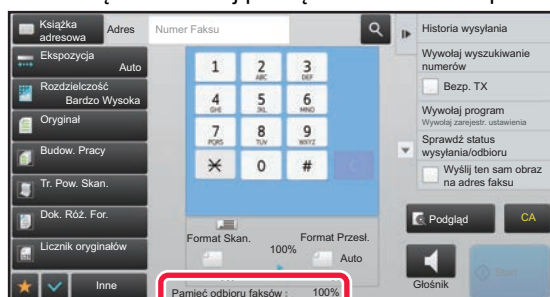 Książka
adresowa
Adres
Numer Faksu
Historia wysyłania
Ekspozycja
Auto
Wywołaj wyszukiwanie
numerów
Rozdzielczość
Bardzo Wysoka
Bezp. TX
Oryginał
Wywołaj program
Wywołaj zarejestr. ustawienia
Budow. Pracy
Sprawdź status
wysyłania/odbioru
Tr. Pow. Skan.
Wyślij ten sam obraz
na adres faksu
Dok. Róż. For.
Licznik oryginałów
Inne
1
2
ABC
3
DEF
4
GHI
5
JKL
6
MNO
7
PQRS
8
TUV
9
WXYZ
0
#
Format Skan.
100%
Format Przesł.
Auto
Podgląd
CA
Głośnik
Start
Pamięć odbioru faksów : 100%